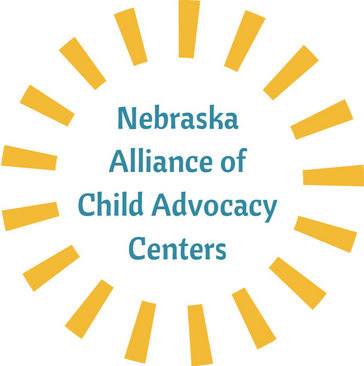 Nebraska
Alliance of
Child Advocacy
Centers